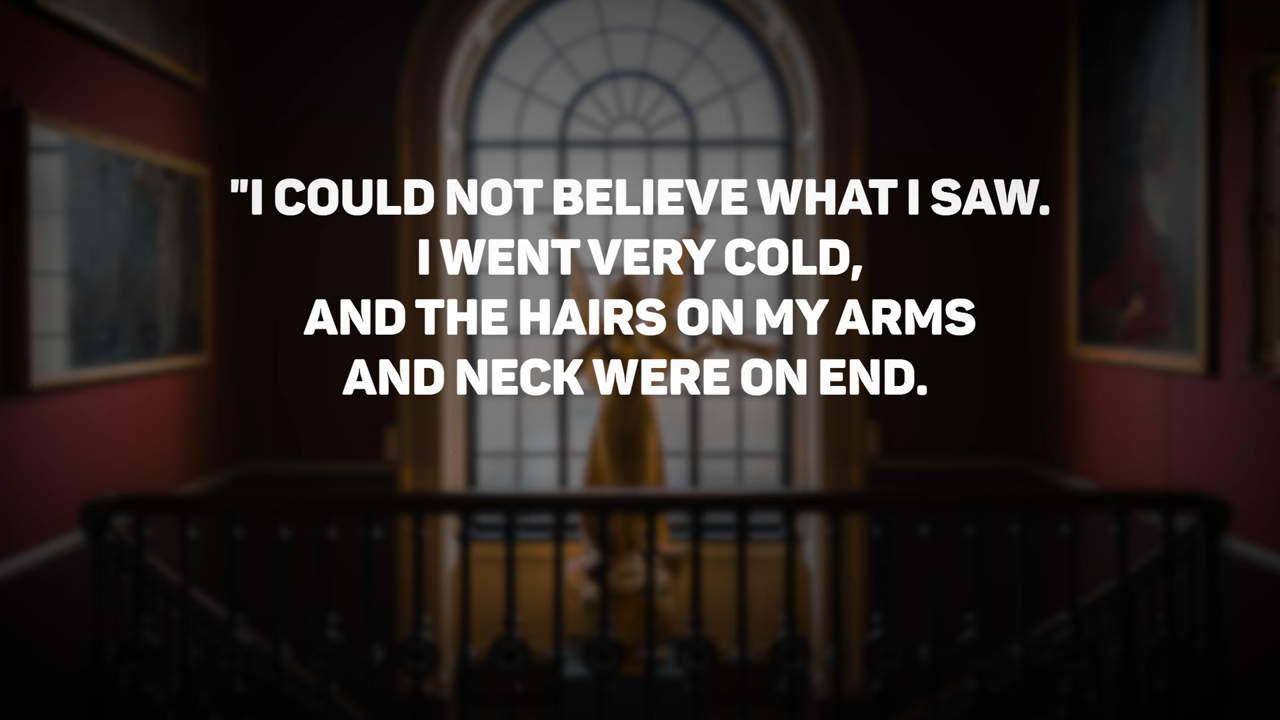 "I COULD NOT BELIEVE WHAT I SAW.
I WENT VERY COLD,
AND THE HAIRS ON MY ARMS
AND NECK WERE ON END.